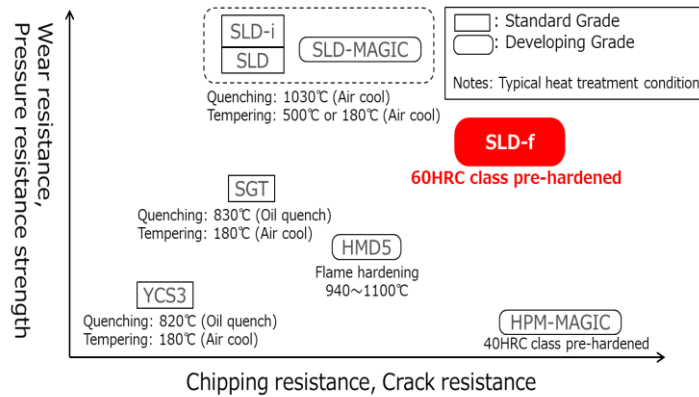 Wear resistance,
Pressure resistance strength
SLD-i
SLD
SLD-MAGIC
Quenching: 1030℃ (Air cool)
Tempering: 500℃ or 180℃ (Air cool)
: Standard Grade
: Developing Grade
Notes: Typical heat treatment condition
SLD-f
60HRC class pre-hardened
SGT
Quenching: 830℃ (Oil quench)
Tempering: 180℃ (Air cool)
HMD5
Flame hardening
940～1100℃
YCS3
Quenching: 820℃ (Oil quench)
Tempering: 180℃ (Air cool)
HPM-MAGIC
40HRC class pre-hardened
Chipping resistance, Crack resistance